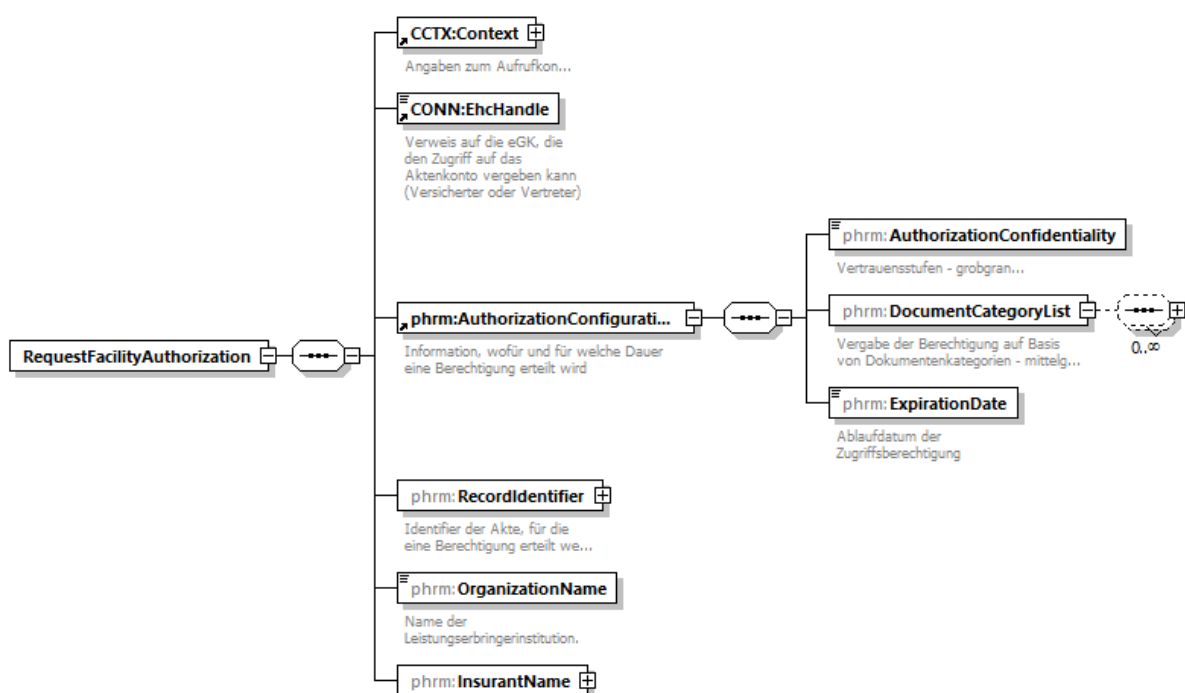 CCTX:Context
Angaben zum Aufrufkon...
CONN:EhcHandle
Verweis auf die eGK, die
den Zugriff auf das
Aktenkonto vergeben kann
(Versicherter oder Vertreter)
phrm:AuthorizationConfigurati...
Information, wofür und für welche Dauer
eine Berechtigung erteilt wird
phrm:AuthorizationConfidentiality
Vertrauensstufen - grobgran...
phrm:DocumentCategoryList
Vergabe der Berechtigung auf Basis
von Dokumentenkategorien - mittelg...
0..∞
phrm:ExpirationDate
Ablaufdatum der
Zugriffsberechtigung
RequestFacilityAuthorization
phrm:RecordIdentifier
Identifier der Akte, für die
eine Berechtigung erteilt we...
phrm:OrganizationName
Name der
Leistungserbringerinstitution.
phrm:InsurantName